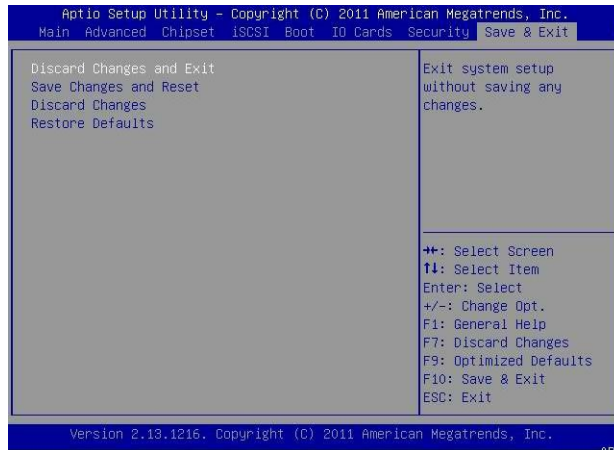 Aptio Setup Utility - Copyright (C) 2011 American Megatrends, Inc.
Main Advanced Chipset iSCSI Boot IO Cards Security Save & Exit
Discard Changes and Exit
Save Changes and Reset
Discard Changes
Restore Defaults
Exit system setup
without saving any
changes.
→←: Select Screen
↑↓: Select Item
Enter: Select
+/-: Change Opt.
F1: General Help
F7: Discard Changes
F9: Optimized Defaults
F10: Save & Exit
ESC: Exit
Version 2.13.1216. Copyright (C) 2011 American Megatrends, Inc.